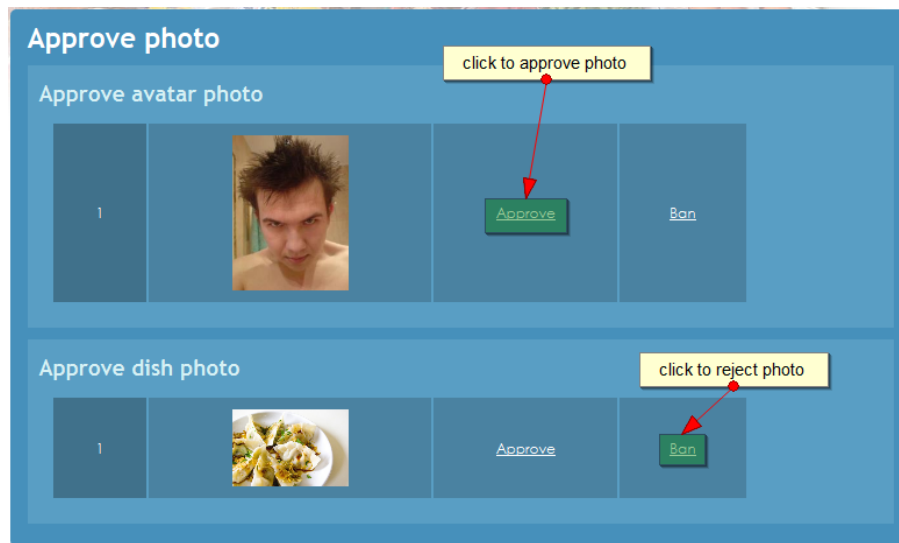 Approve photo
click to approve photo
Approve avatar photo
1
Approve
Ban
Approve dish photo
click to reject photo
1
Approve
Ban